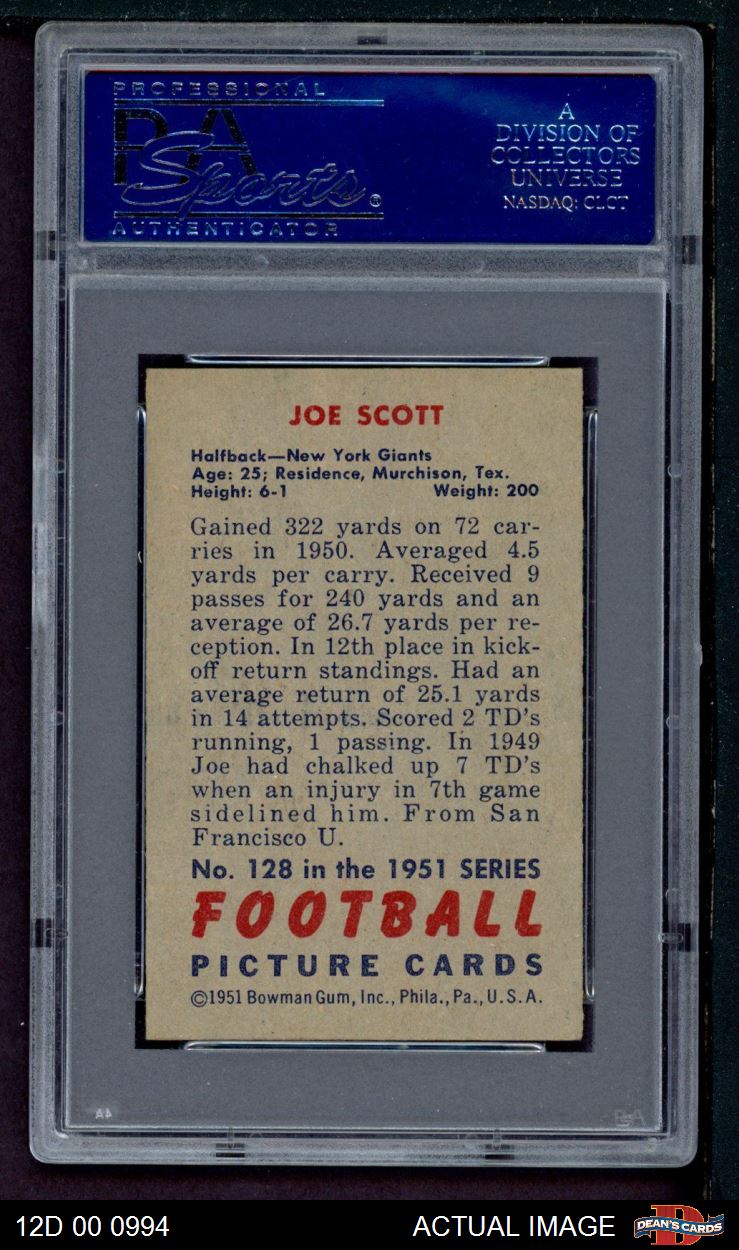 PROFESSIONAL
PSA
Sports®
AUTHENTICATOR
A
DIVISION OF
COLLECTORS
UNIVERSE
NASDAQ: CLCT
JOE SCOTT
Halfback—New York Giants
Age: 25; Residence, Murchison, Tex.
Height: 6-1 Weight: 200
Gained 322 yards on 72 car-
ries in 1950. Averaged 4.5
yards per carry. Received 9
passes for 240 yards and an
average of 26.7 yards per re-
ception. In 12th place in kick-
off return standings. Had an
average return of 25.1 yards
in 14 attempts. Scored 2 TD's
running, 1 passing. In 1949
Joe had chalked up 7 TD's
when an injury in 7th game
sidelined him. From San
Francisco U.
No. 128 in the 1951 SERIES
FOOTBALL
PICTURE CARDS
©1951 Bowman Gum, Inc., Phila., Pa., U.S.A.
PSA
12D 00 0994 ACTUAL IMAGE DEAN'S CARDS